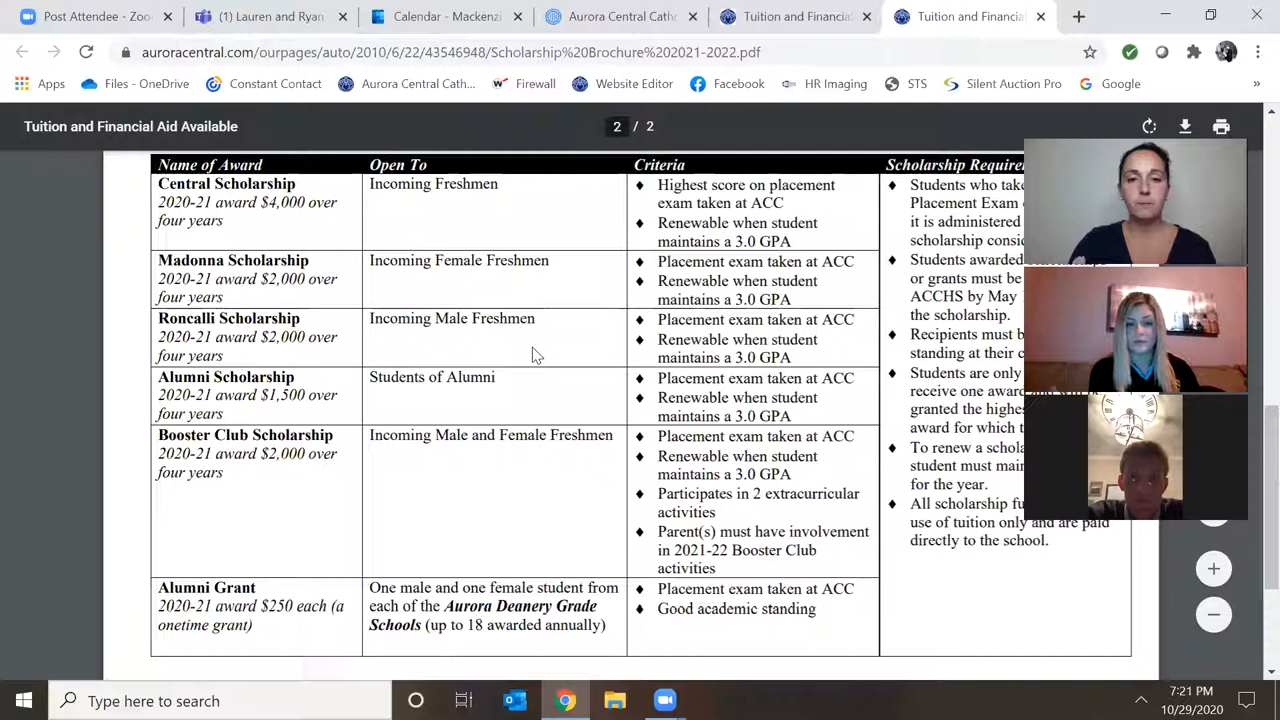 Post Attendee - Zoo
(1) Lauren and Ryan
Calendar - Mackenzi
Aurora Central Cath
Tuition and Financial
Tuition and Financia
auroracentral.com/ourpages/auto/2010/6/22/43546948/Scholarship%20Brochure%202021-2022.pdf
Apps
Files - OneDrive
Constant Contact
Aurora Central Cat...
Firewall
Website Editor
Facebook
HR Imaging
STS
Silent Auction Pro
Google
»
Tuition and Financial Aid Available
2 / 2
Name of Award
Open To
Criteria
Scholarship Require
Central Scholarship
2020-21 award $4,000 over
four years
Incoming Freshmen
♦ Highest score on placement
exam taken at ACC
♦ Renewable when student
maintains a 3.0 GPA
Madonna Scholarship
2020-21 award $2,000 over
four years
Incoming Female Freshmen
♦ Placement exam taken at ACC
♦ Renewable when student
maintains a 3.0 GPA
Roncalli Scholarship
2020-21 award $2,000 over
four years
Incoming Male Freshmen
♦ Placement exam taken at ACC
♦ Renewable when student
maintains a 3.0 GPA
Alumni Scholarship
2020-21 award $1,500 over
four years
Students of Alumni
♦ Placement exam taken at ACC
♦ Renewable when student
maintains a 3.0 GPA
Booster Club Scholarship
2020-21 award $2,000 over
four years
Incoming Male and Female Freshmen
♦ Placement exam taken at ACC
♦ Renewable when student
maintains a 3.0 GPA
♦ Participates in 2 extracurricular
activities
♦ Parent(s) must have involvement
in 2021-22 Booster Club
activities
Alumni Grant
2020-21 award $250 each (a
onetime grant)
One male and one female student from
each of the Aurora Deanery Grade
Schools (up to 18 awarded annually)
♦ Placement exam taken at ACC
♦ Good academic standing
♦ Students who tak
Placement Exam
it is administered
scholarship consi
♦ Students awarded
or grants must be
ACCHS by May
the scholarship.
♦ Recipients must b
standing at their c
♦ Students are only
receive one award
granted the highes
award for which t
♦ To renew a schola
student must main
for the year.
♦ All scholarship fu
use of tuition only and are paid
directly to the school.
Type here to search
7:21 PM
10/29/2020